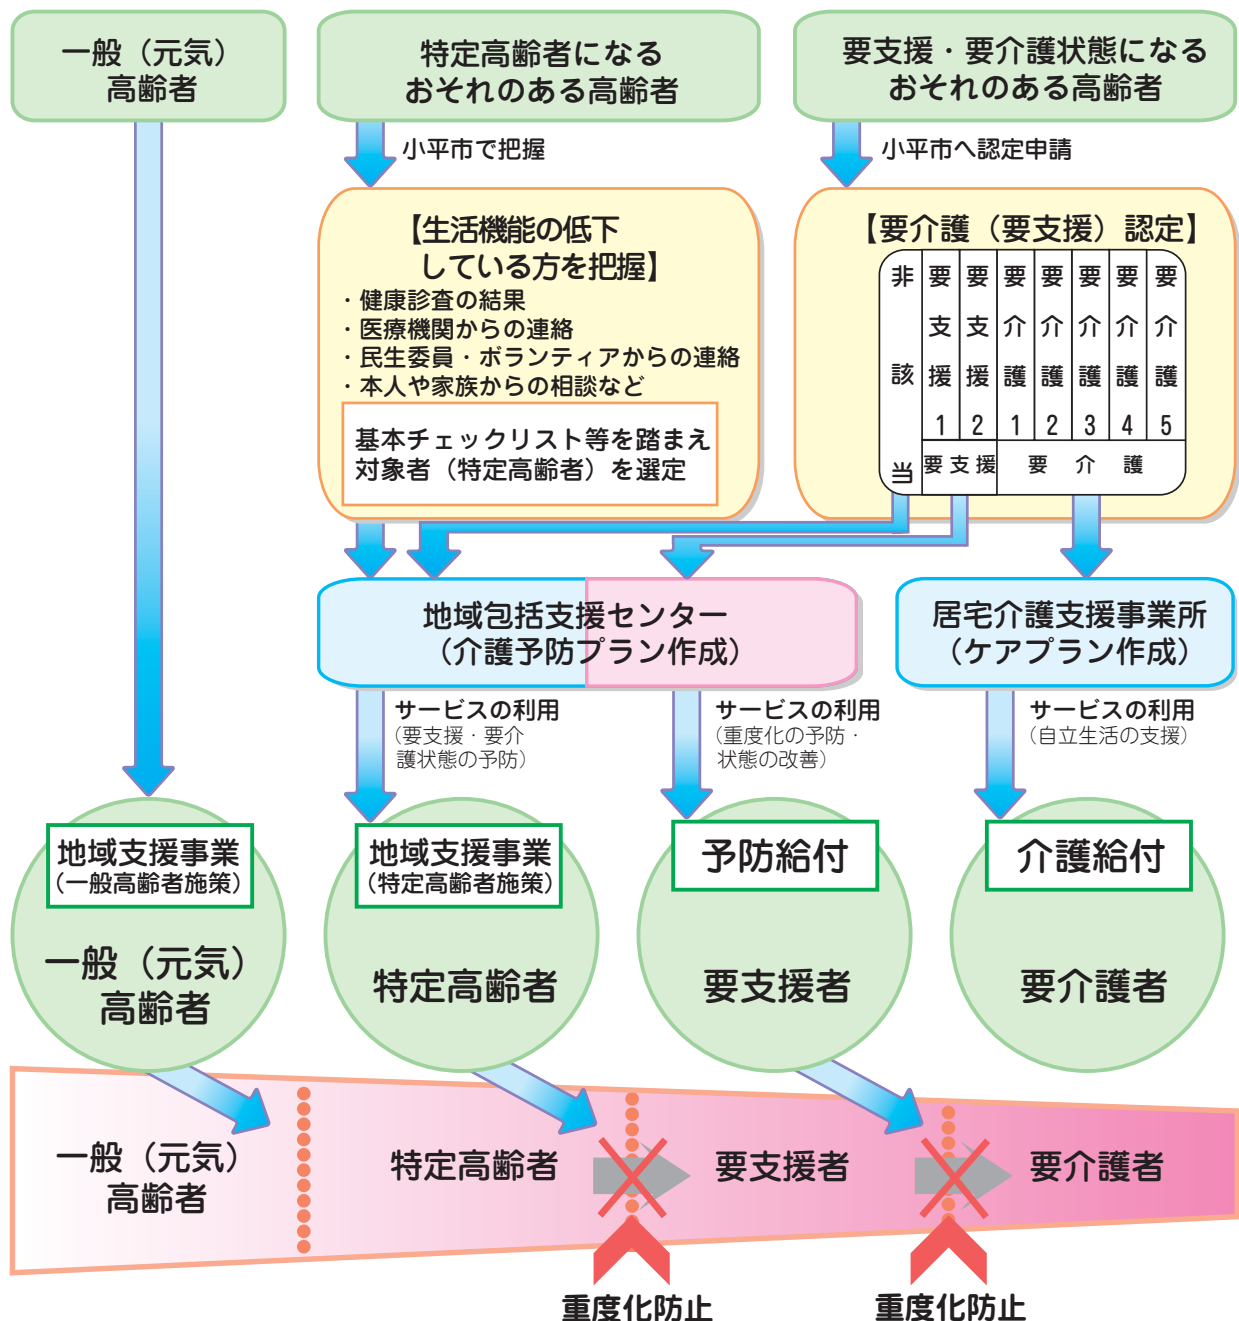 一般（元気）
高齢者
特定高齢者になる
おそれのある高齢者
要支援・要介護状態になる
おそれのある高齢者
小平市で把握
小平市へ認定申請
【生活機能の低下
している方を把握】
・健康診査の結果
・医療機関からの連絡
・民生委員・ボランティアからの連絡
・本人や家族からの相談など
基本チェックリスト等を踏まえ
対象者（特定高齢者）を選定
【要介護（要支援）認定】
非該当
要支援1
要支援2
要介護1
要介護2
要介護3
要介護4
要介護5
要支援
要介護
地域包括支援センター
（介護予防プラン作成）
居宅介護支援事業所
（ケアプラン作成）
サービスの利用
（要支援・要介
護状態の予防）
サービスの利用
（重度化の予防・
状態の改善）
サービスの利用
（自立生活の支援）
地域支援事業
（一般高齢者施策）
一般（元気）
高齢者
地域支援事業
（特定高齢者施策）
特定高齢者
予防給付
要支援者
介護給付
要介護者
一般（元気）
高齢者
特定高齢者
要支援者
要介護者
重度化防止
重度化防止